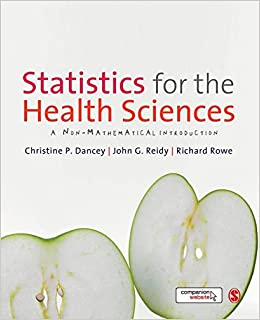 Statistics for the
Health Sciences
A NON-MATHEMATICAL INTRODUCTION
Christine P. Dancey | John G. Reidy | Richard Rowe
companion
website
SAGE